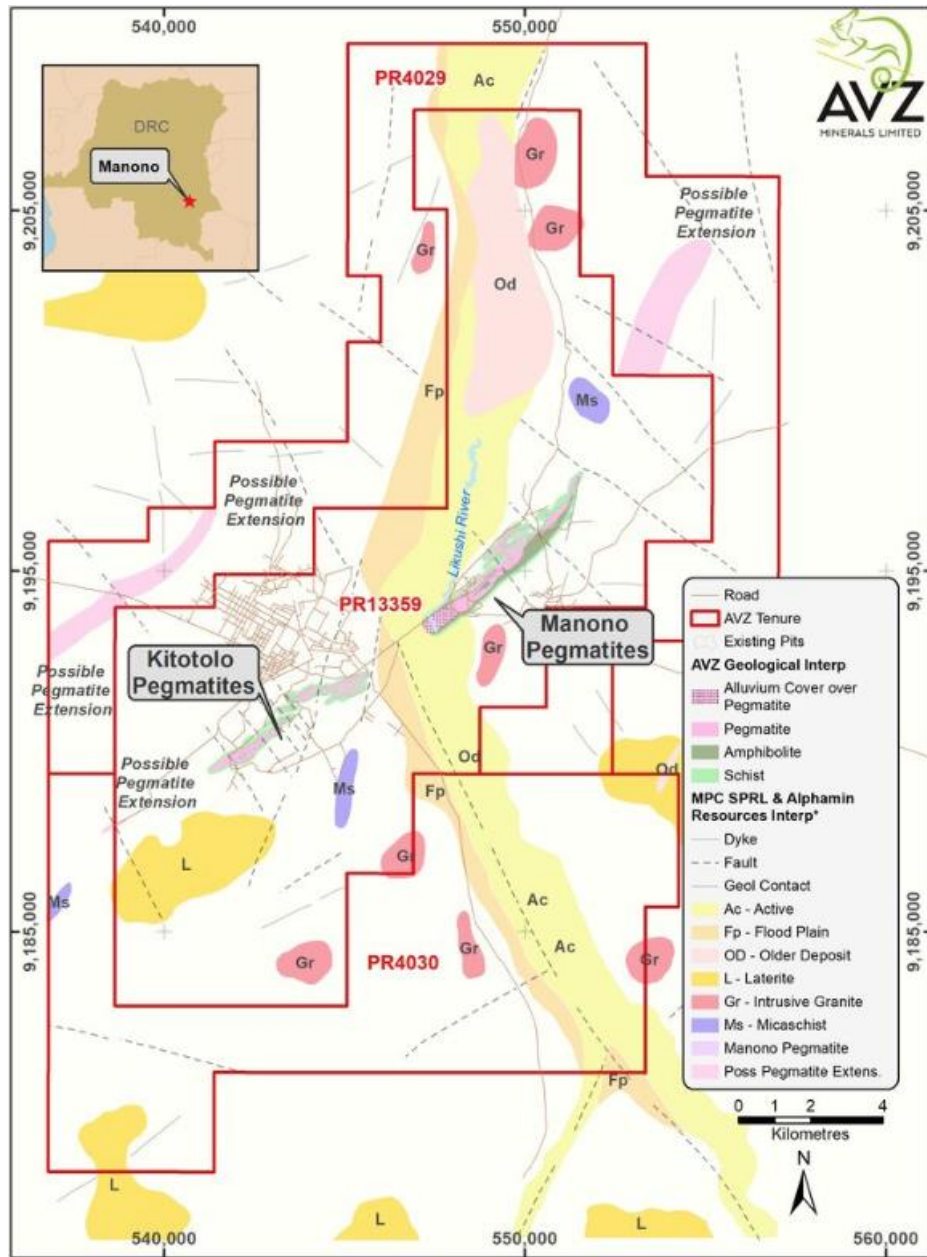 540,000
550,000
AVZ
MINERALS LIMITED
DRC
Manono
PR4029
Ac
Gr
Possible
Pegmatite
Extension
9,205,000
9,205,000
Gr
Gr
Od
Fp
Ms
Possible
Pegmatite
Extension
Likushi River
9,195,000
9,195,000
PR13359
Manono
Pegmatites
Gr
Kitotolo
Pegmatites
Possible
Pegmatite
Extension
Possible
Pegmatite
Extension
Od
Od
Ms
Fp
L
Gr
Ms
Ac
Ac
9,185,000
9,185,000
Gr
Gr
Gr
PR4030
Fp
L
L
L
540,000
550,000
560,000
Road
AVZ Tenure
Existing Pits
AVZ Geological Interp
Alluvium Cover over
Pegmatite
Pegmatite
Amphibolite
Schist
MPC SPRL & Alphamin
Resources Interp*
Dyke
Fault
Geol Contact
Ac - Active
Fp - Flood Plain
OD - Older Deposit
L - Laterite
Gr - Intrusive Granite
Ms - Micaschist
Manono Pegmatite
Poss Pegmatite Extens.
0 1 2 4
Kilometres
N